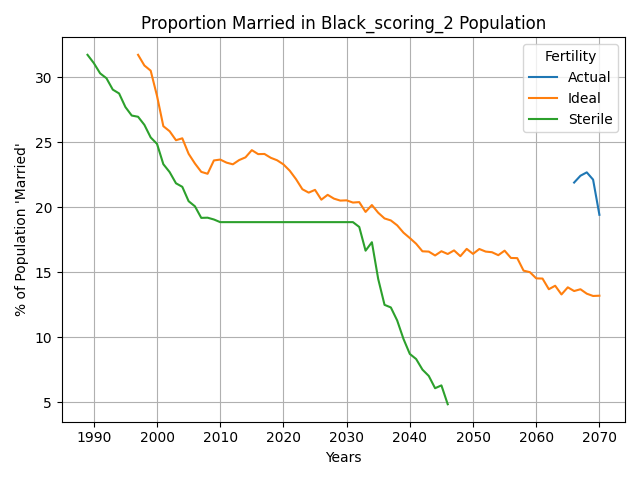 Proportion Married in Black_scoring_2 Population
% of Population 'Married'
30
25
20
15
10
5
Fertility
Actual
Ideal
Sterile
1990 2000 2010 2020 2030 2040 2050 2060 2070
Years